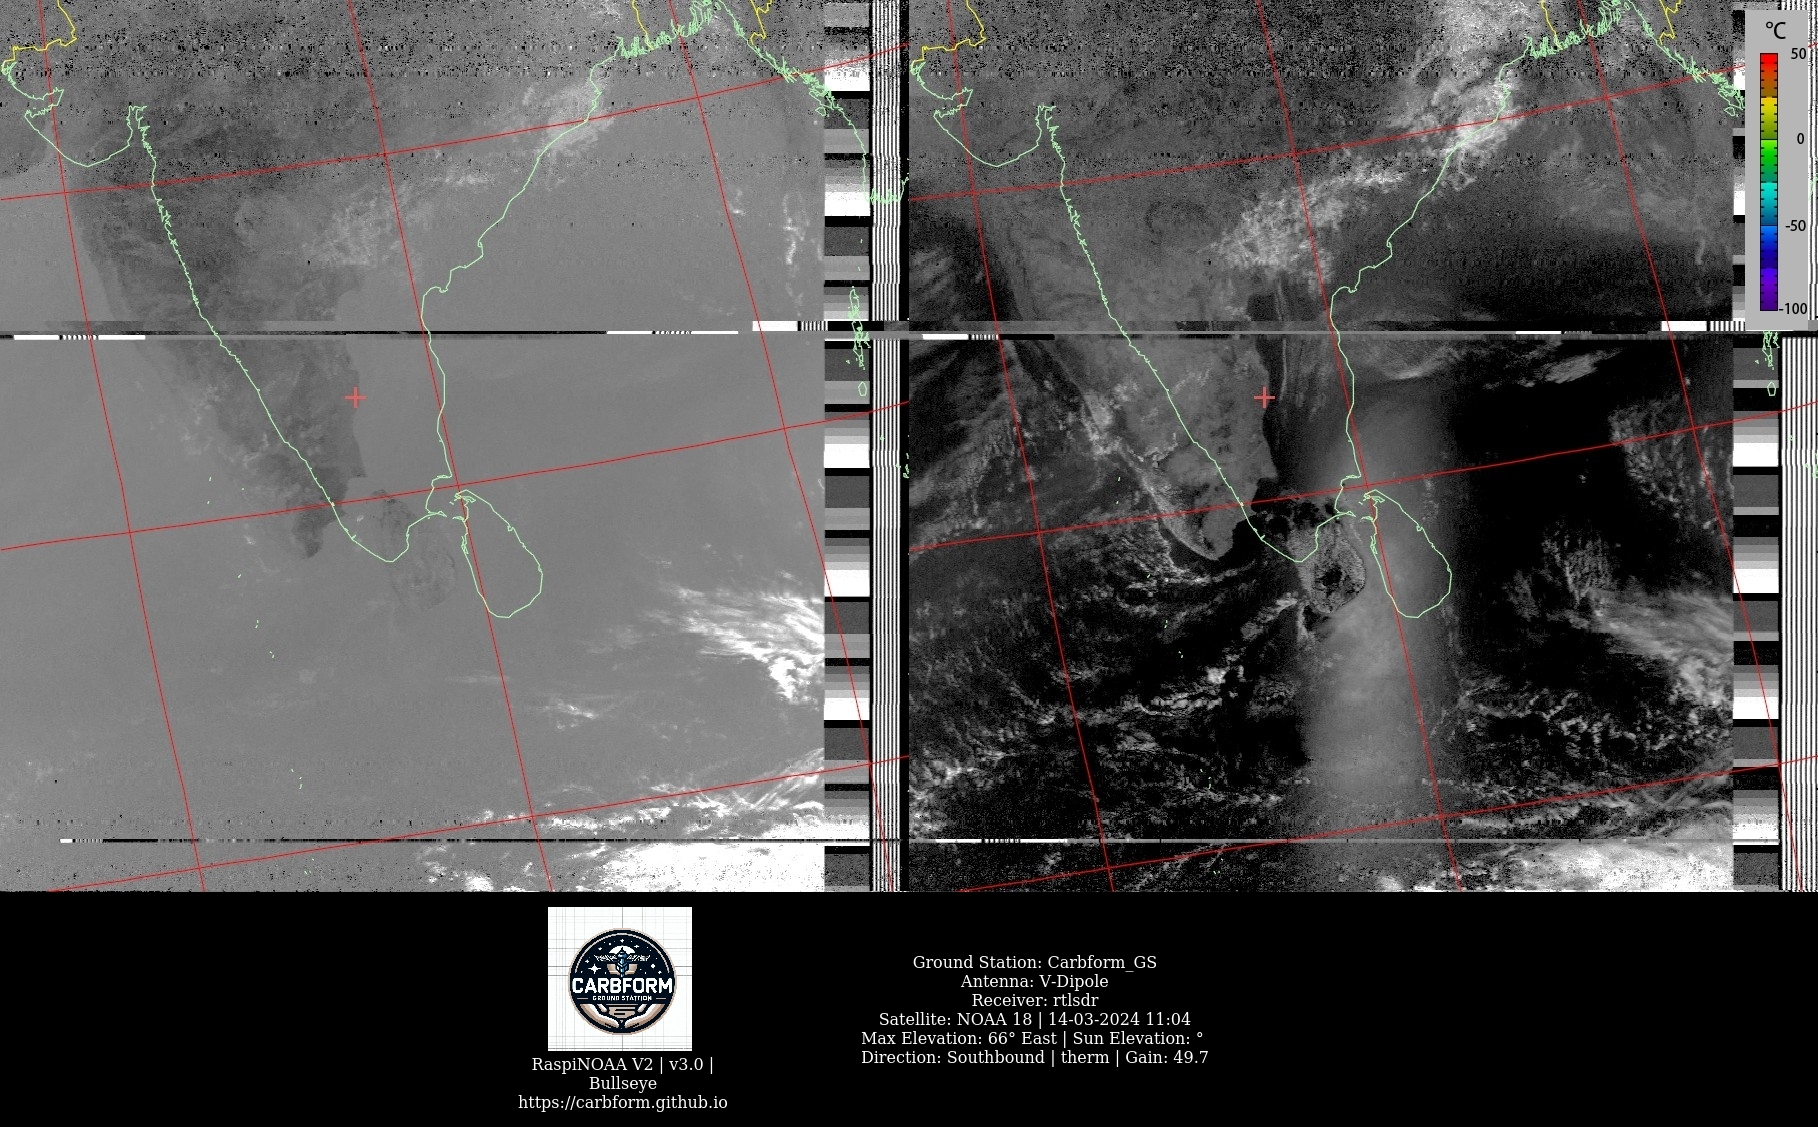 °C
50
0
-50
-100
CARBFORM
GROUND STATTION
RaspiNOAA V2 | v3.0 |
Bullseye
https://carbform.github.io
Ground Station: Carbform_GS
Antenna: V-Dipole
Receiver: rtlsdr
Satellite: NOAA 18 | 14-03-2024 11:04
Max Elevation: 66° East | Sun Elevation: °
Direction: Southbound | therm | Gain: 49.7